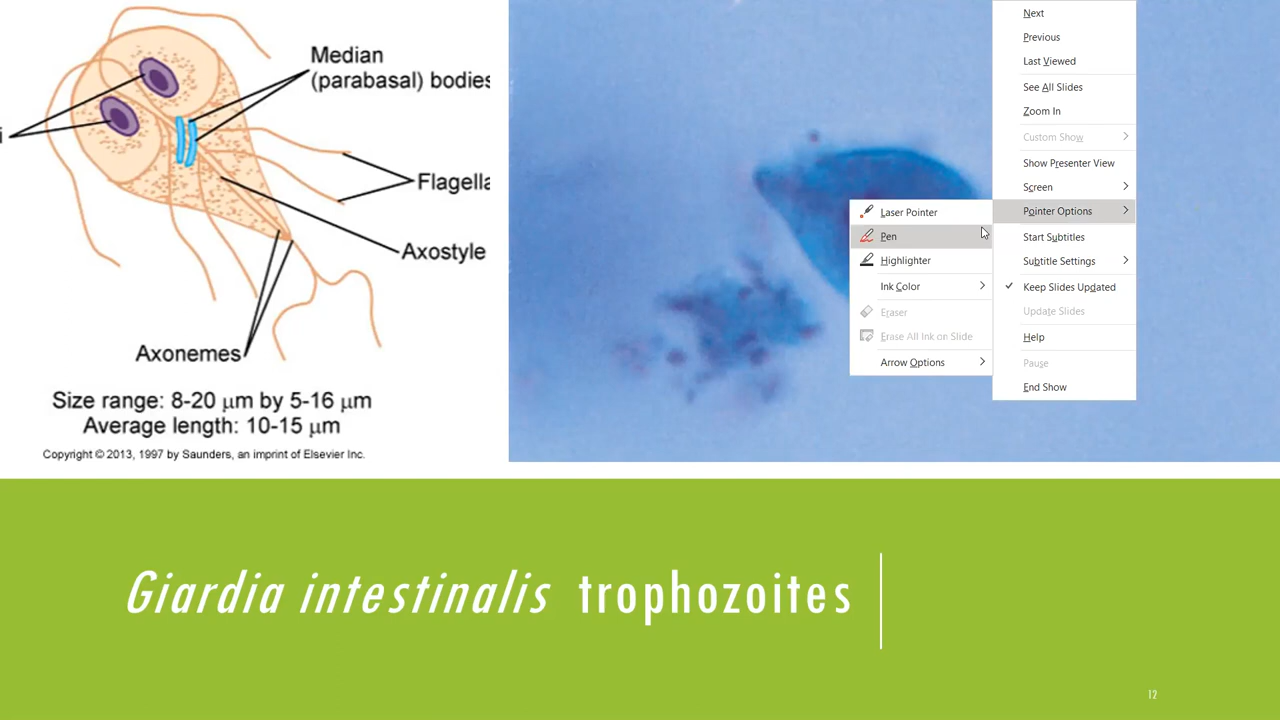 Median
(parabasal) bodies
i
Flagella
Axostyle
Axonemes
Size range: 8-20 μm by 5-16 μm
Average length: 10-15 μm
Copyright © 2013, 1997 by Saunders, an imprint of Elsevier Inc.
Next
Previous
Last Viewed
See All Slides
Zoom In
Custom Show
Show Presenter View
Screen
Pointer Options
Start Subtitles
Subtitle Settings
Keep Slides Updated
Update Slides
Help
Pause
End Show
Laser Pointer
Pen
Highlighter
Ink Color
Eraser
Erase All Ink on Slide
Arrow Options
Giardia intestinalis trophozoites
12